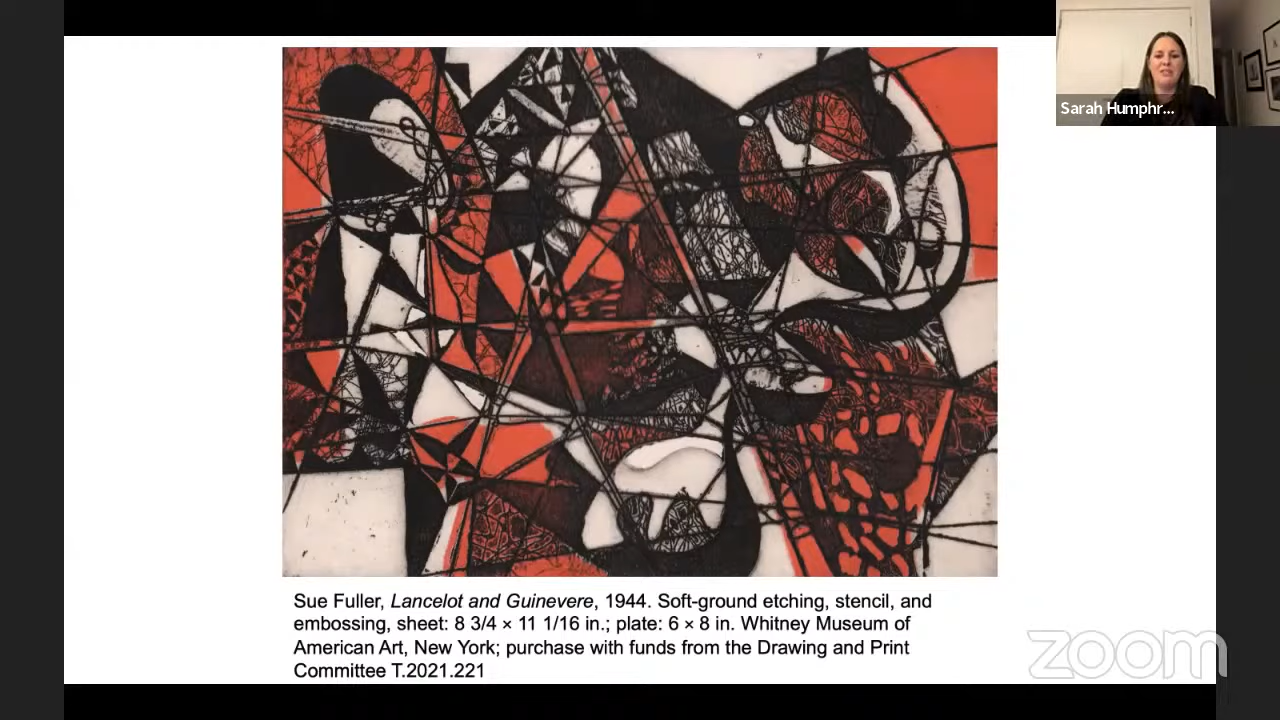 Sarah Humphr...
Sue Fuller, Lancelot and Guinevere, 1944. Soft-ground etching, stencil, and
embossing, sheet: 8 3/4 × 11 1/16 in.; plate: 6 × 8 in. Whitney Museum of
American Art, New York; purchase with funds from the Drawing and Print
Committee T.2021.221
zoom